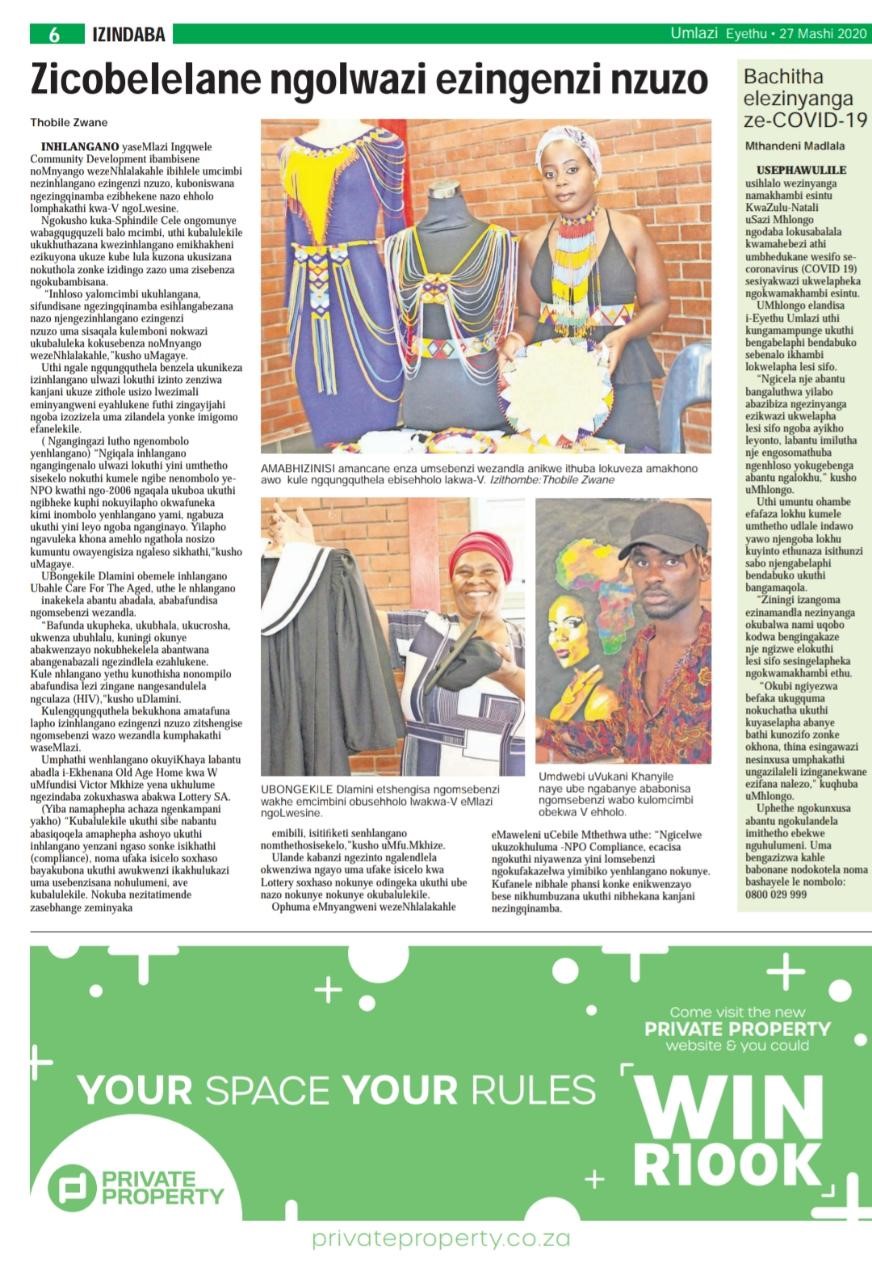 6 IZINDABA
Umlazi Eyethu • 27 Mashi 2020
Zicobelelane ngolwazi ezingenzi nzuzo
Thobile Zwane
INHLANGANO yaseMlazi Ingqwele
Community Development ibambisene
noMnyango wezeNhlalakahle ibihlele umcimbi
nezinhlangano ezingenzi nzuzo, kuboniswana
ngezingqinamba ezibhekene nazo ehholo
lomphakathi kwa-V ngoLwesine.
Ngokusho kuka-Sphindile Cele ongomunye
wabagqugquzeli balo mcimbi, uthi kubalulekile
ukukhuthazana kwezinhlangano emikhakheni
ezikuyona ukuze kube lula kuzona ukusizana
nokuthola zonke izidingo zazo uma zisebenza
ngokubambisana.
"Inhloso yalomcimbi ukuhlangana,
sifundisane ngezingqinamba esihlangabezana
nazo njengezinhlangano ezingenzi
nzuzo uma sisaqala kulemboni nokwazi
ukubaluleka kokusebenza noMnyango
wezeNhlalakahle,"kusho uMagaye.
Uthi ngale ngqungquthela benzela ukunikeza
izinhlangano ulwazi lokuthi izinto zenziwa
kanjani ukuze zithole usizo lwezimali
eminyangweni eyahlukene futhi zingayijahi
ngoba izozizela uma zilandela yonke imigomo
efanelekile.
( Ngangingazi lutho ngenombolo
yenhlangano) "Ngiqala inhlangano
ngangingenalo ulwazi lokuthi yini umthetho
sisekelo nokuthi kumele ngibe nenombolo ye-
NPO kwathi ngo-2006 ngaqala ukuboa ukuthi
ngibheke kuphi nokuyilapho okwafuneka
kimi inombolo yenhlangano yami, ngabuza
ukuthi yini leyo ngoba nganginayo. Yilapho
ngavuleka khona amehlo ngathola nosizo
kumuntu owayengisiza ngaleso sikhathi,"kusho
uMagaye.
UBongekile Dlamini obemele inhlangano
Ubahle Care For The Aged, uthe le nhlangano
inakekela abantu abadala, ababafundisa
ngomsebenzi wezandla.
"Bafunda ukupheka, ukubhala, ukucrosha,
ukwenza ubuhlalu, kuningi okunye
abakwenzayo nokubhekelela abantwana
abangenabazali ngezindlela ezahlukene.
Kule nhlangano yethu kunothisha nonompilo
abafundisa lezi zingane nangesandulela
ngculaza (HIV),"kusho uDlamini.
Kulengqungquthela bekukhona amatafuna
lapho izinhlangano ezingenzi nzuzo zitshengise
ngomsebenzi wazo wezandla kumphakathi
waseMlazi.
Umphathi wenhlangano okuyiKhaya labantu
abadla i-Ekhenana Old Age Home kwa W
uMfundisi Victor Mkhize yena ukhulume
ngezindaba zokuxhaswa abakwa Lottery SA.
(Yiba namaphepha achaza ngenkampani
yakho) "Kubalulekile ukuthi sibe nabantu
abasiqoqela amaphepha ashoyo ukuthi
inhlangano yenzani ngaso sonke isikhathi
(compliance), noma ufaka isicelo soxhaso
bayakubona ukuthi awukwenzi ikakhulukazi
uma usebenzisana nohulumeni, ave
kubalulekile. Nokuba nezitatimende
zasebhange zeminyaka
AMABHIZINISI amancane enza umsebenzi wezandla anikwe ithuba lokuveza amakhono
awo kule ngqungquthela ebisehholo lakwa-V. Izithombe:Thobile Zwane
UBONGEKILE Dlamini etshengisa ngomsebenzi
wakhe emcimbini obusehholo lwakwa-V eMlazi
ngoLwesine.
Umdwebi uVukani Khanyile
naye ube ngabanye ababonisa
ngomsebenzi wabo kulomcimbi
obekwa V ehholo.
emibili, isitifiketi senhlangano
nomthethosisekelo,"kusho uMfu.Mkhize.
Ulande kabanzi ngezinto ngalendlela
okwenziwa ngayo uma ufake isicelo kwa
Lottery soxhaso nokunye odingeka ukuthi ube
nazo nokunye nokunye okubalulekile.
Ophuma eMnyangweni wezeNhlalakahle
eMaweleni uCebile Mthethwa uthe: "Ngicelwe
ukuzokhuluma -NPO Compliance, ecacisa
ngokuthi niyawenza yini lomsebenzi
ngokufakazelwa yimibiko yenhlangano nokunye.
Kufanele nibhale phansi konke enikwenzayo
bese nikhumbuzana ukuthi nibhekana kanjani
nezingqinamba.
Bachitha
elezinyanga
ze-COVID-19
Mthandeni Madlala
USEPHAWULILE
usihlalo wezinyanga
namakhambi esintu
KwaZulu-Natali
uSazi Mhlongo
ngodaba lokusabalala
kwamahebezi athi
umbhedukane wesifo se-
coronavirus (COVID 19)
sesiyakwazi ukwelapheka
ngokwamakhambi esintu.
UMhlongo elandisa
i-Eyethu Umlazi uthi
kungamampunge ukuthi
bengabelaphi bendabuko
sebenalo ikhambi
lokwelapha lesi sifo.
"Ngicela nje abantu
bangaluthwa yilabo
abazibiza ngezinyanga
ezikwazi ukwelapha
lesi sifo ngoba ayikho
leyonto, labantu imilutha
nje engosomathuba
ngenhloso yokugebenga
abantu ngalokhu," kusho
uMhlongo.
Uthi umuntu ohambe
efafaza lokhu kumele
umthetho udlale indawo
yawo njengoba lokhu
kuyinto ethunaza isithunzi
sabo njengabelaphi
bendabuko ukuthi
bangamaqola.
"Ziningi izangoma
ezinamandla nezinyanga
okubalwa nami uqobo
kodwa bengingakaze
nje ngizwe elokuthi
lesi sifo sesingelapheka
ngokwamakhambi ethu.
"Okubi ngiyezwa
befaka ukugquma
nokuchatha ukuthi
kuyaselapha abanye
bathi kunozifo zonke
okhona, thina esingawazi
nesinxusa umphakathi
ungazilaleli izinganekwane
ezifana nalezo," kuqhuba
uMhlongo.
Uphethe ngokunxusa
abantu ngokulandela
imithetho ebekwe
nguhulumeni. Uma
bengazizwa kahle
babonane nodokotela noma
bashayele le nombolo:
0800 029 999
YOUR SPACE YOUR RULES
PRIVATE
PROPERTY
Come visit the new
PRIVATE PROPERTY
website & you could
WIN
R100K
privateproperty.co.za